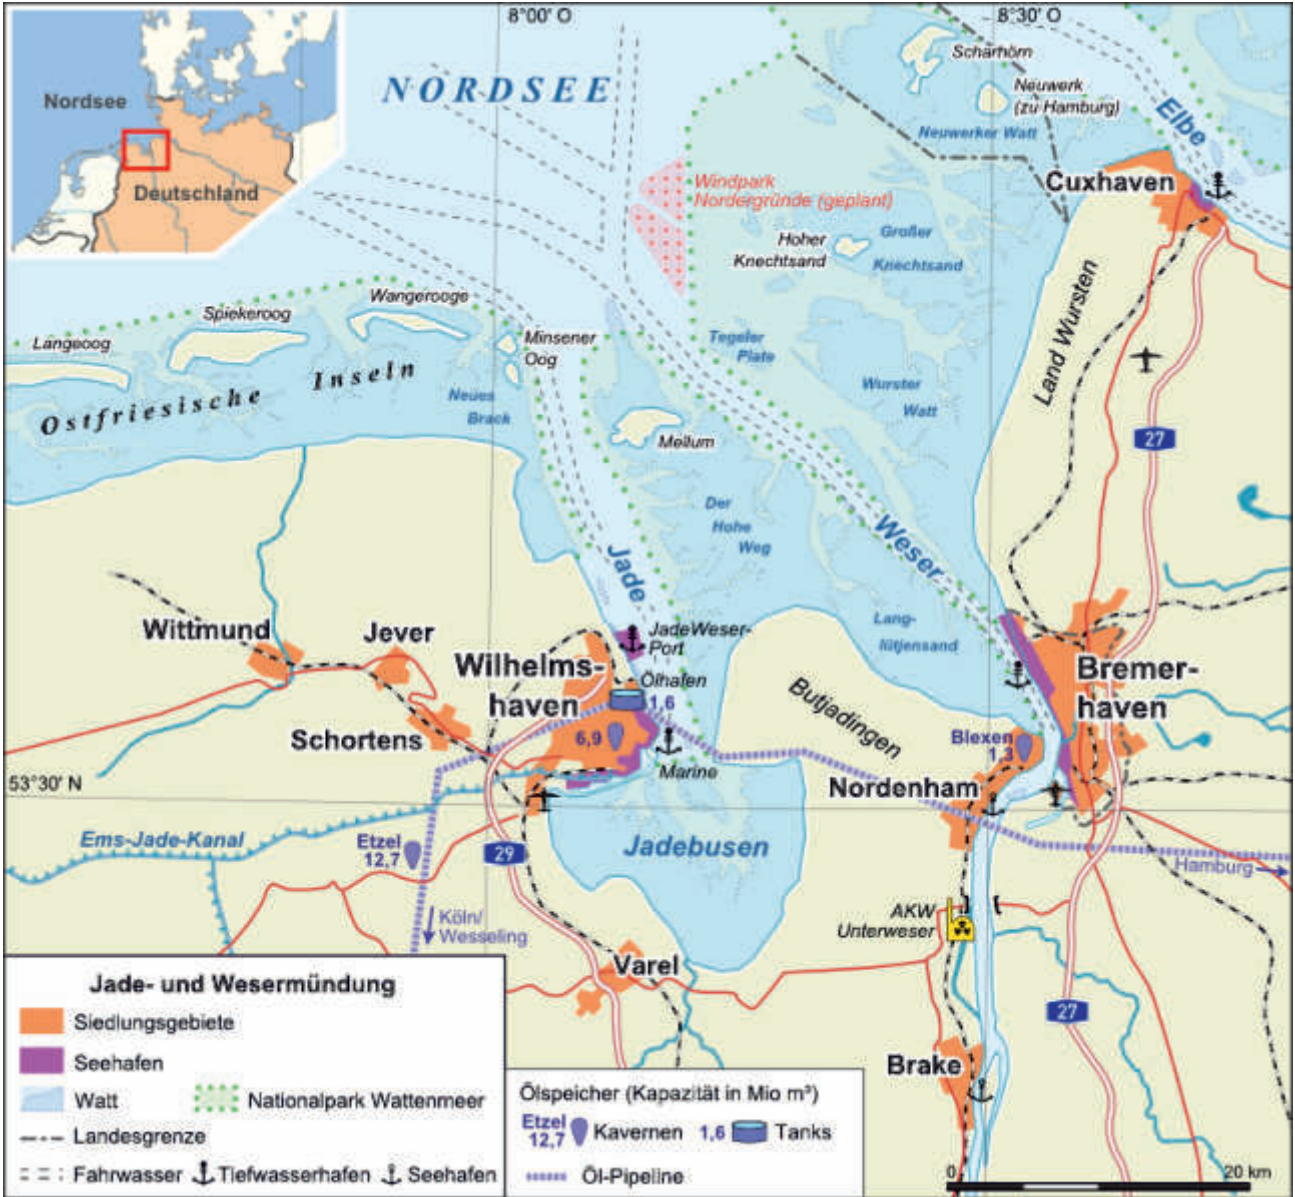 8°00′ O
8°30′ O
Nordsee
Deutschland
NORDSEE
Scharhörn
Neuwerk
(zu Hamburg)
Neuwerker Watt
Elbe
Cuxhaven
Windpark
Nordergründe (geplant)
Hoher
Knechtsand
Großer
Knechtsand
Land Wursten
Wangerooge
Spiekeroog
Langeoog
Minsener
Oog
Ostfriesische Inseln
Neues
Brack
Tegeler
Plate
Wurster
Watt
Mellum
27
Der
Hohe
Weg
Jade
Weser
Wittmund
Jever
JadeWeser-
Port
Lang-
lütjensand
Wilhelms-
haven
Ölhafen
1,6
Butjadingen
Bremer-
haven
Schortens
6,9
Blexen
1,3
Marine
53°30′ N
Nordenham
Ems-Jade-Kanal
Etzel
12,7
29
Jadebusen
Hamburg
Köln/
Wesseling
AKW
Unterweser
Varel
27
Brake
Jade- und Wesermündung
Siedlungsgebiete
Seehafen
Watt
Nationalpark Wattenmeer
Landesgrenze
Fahrwasser
Tiefwasserhafen
Seehafen
Ölspeicher (Kapazität in Mio m³)
Etzel
12,7
Kavernen
1,6
Tanks
Öl-Pipeline
0
20 km